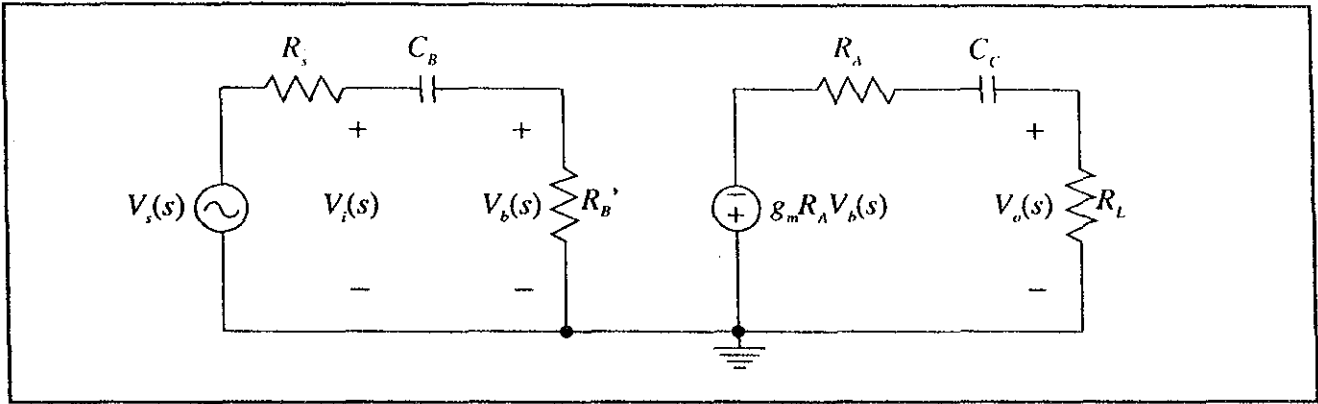 R_s C_B R_A C_C
+ + +
V_s(s) V_i(s) V_b(s) R_B' − + g_m R_A V_b(s) V_o(s) R_L
− − −